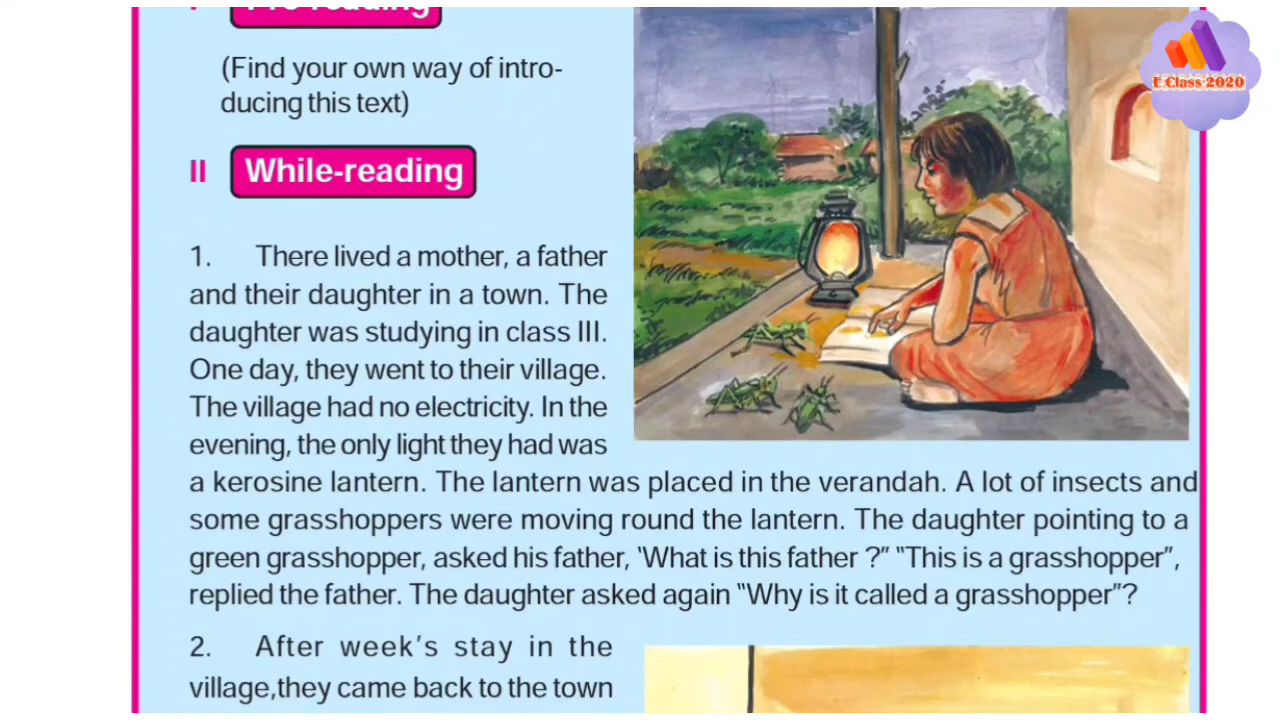 I Pre-reading
(Find your own way of intro-
ducing this text)
II While-reading
1. There lived a mother, a father
and their daughter in a town. The
daughter was studying in class III.
One day, they went to their village.
The village had no electricity. In the
evening, the only light they had was
a kerosine lantern. The lantern was placed in the verandah. A lot of insects and
some grasshoppers were moving round the lantern. The daughter pointing to a
green grasshopper, asked his father, 'What is this father ?" "This is a grasshopper",
replied the father. The daughter asked again "Why is it called a grasshopper"?
2. After week's stay in the
village,they came back to the town
E Class 2020